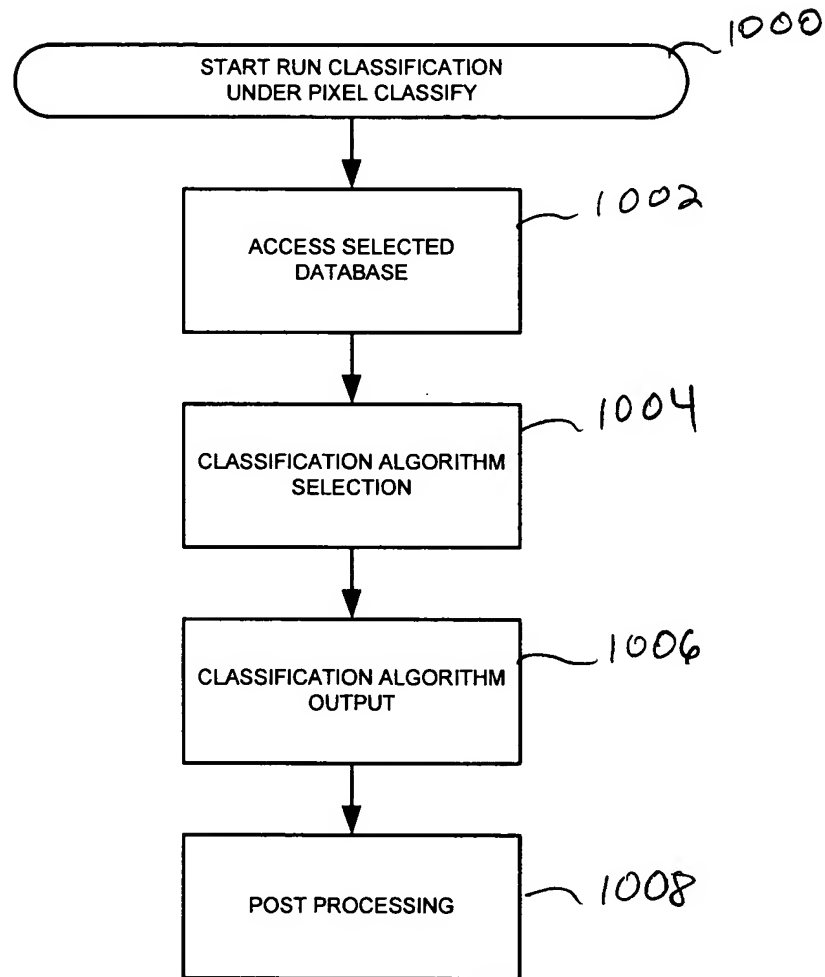 1000
START RUN CLASSIFICATION
UNDER PIXEL CLASSIFY
1002
ACCESS SELECTED
DATABASE
1004
CLASSIFICATION ALGORITHM
SELECTION
1006
CLASSIFICATION ALGORITHM
OUTPUT
1008
POST PROCESSING